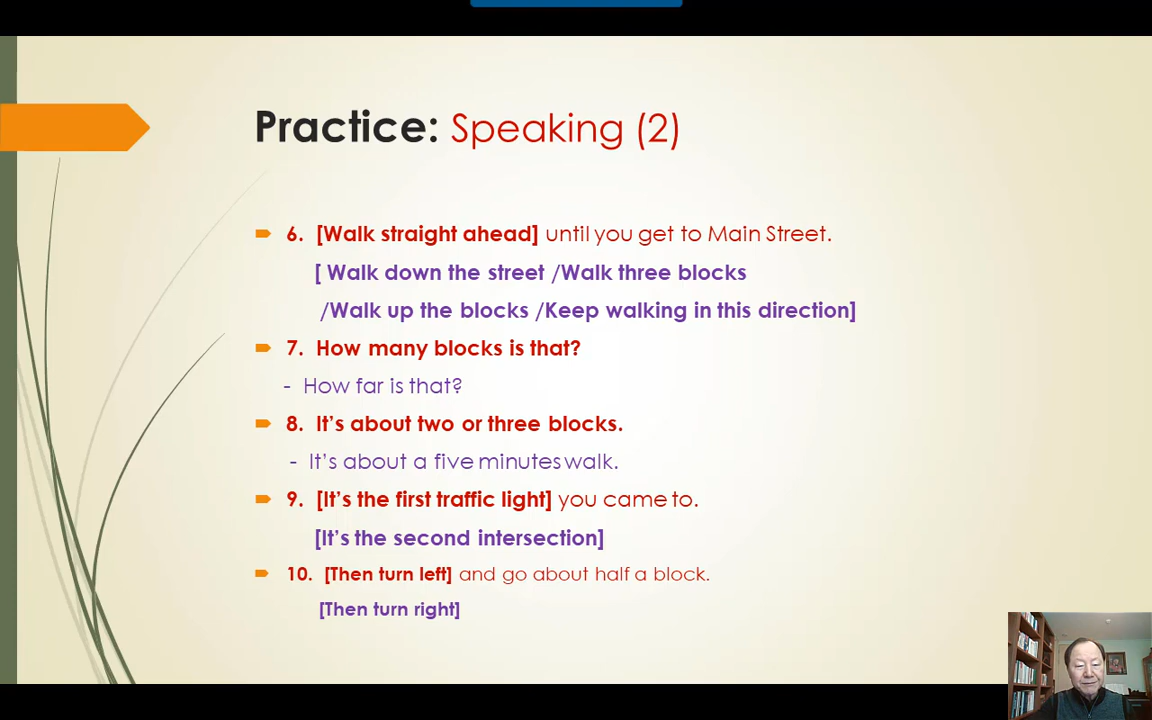 Practice: Speaking (2)
6. [Walk straight ahead] until you get to Main Street.
[ Walk down the street /Walk three blocks
/Walk up the blocks /Keep walking in this direction]
7. How many blocks is that?
- How far is that?
8. It's about two or three blocks.
- It's about a five minutes walk.
9. [It's the first traffic light] you came to.
[It's the second intersection]
10. [Then turn left] and go about half a block.
[Then turn right]